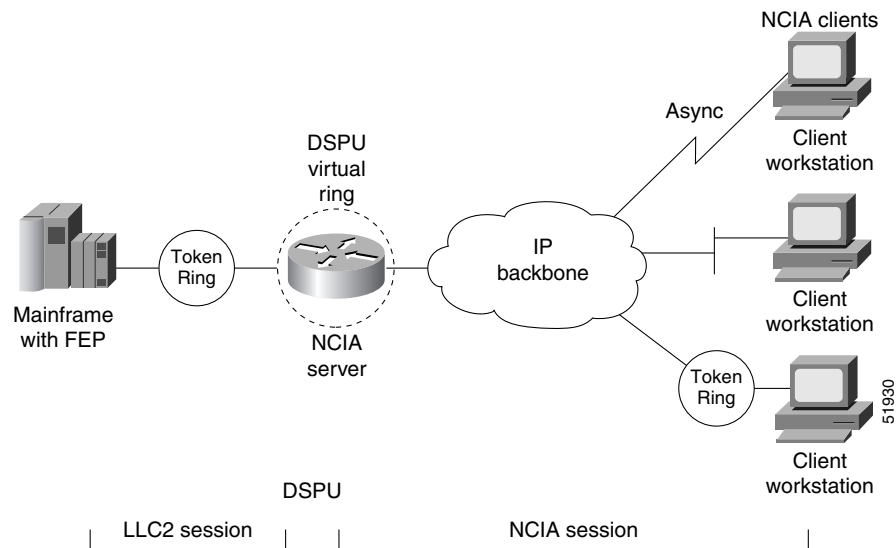 NCIA clients
Async
Client
workstation
DSPU
virtual
ring
Token
Ring
IP
backbone
Mainframe
with FEP
NCIA
server
Client
workstation
Token
Ring
51930
Client
workstation
DSPU
LLC2 session
NCIA session